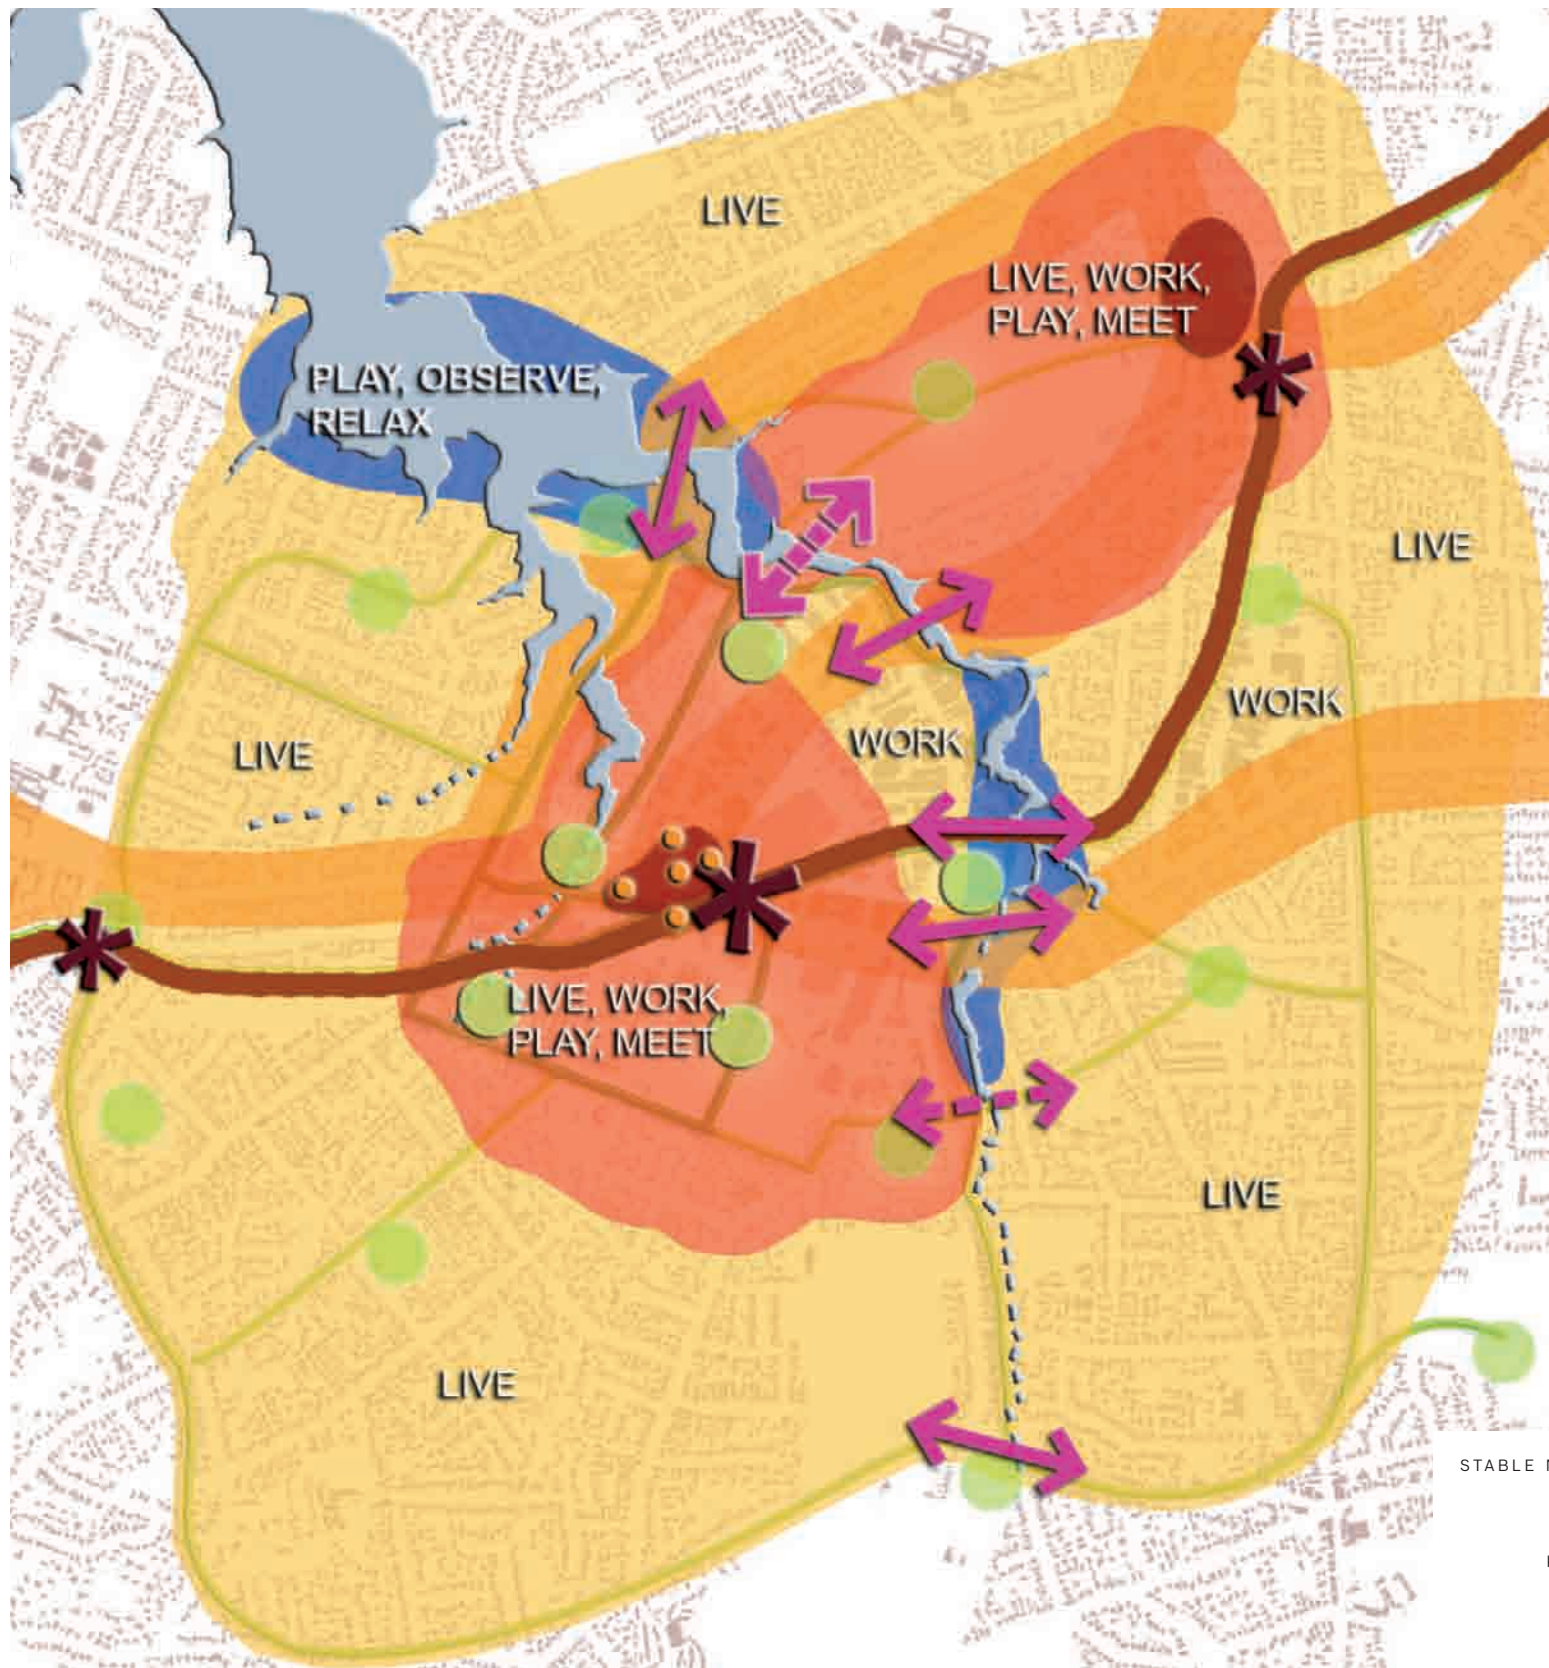 LIVE
LIVE, WORK,
PLAY, MEET
PLAY, OBSERVE,
RELAX
LIVE
WORK
WORK
LIVE
LIVE, WORK,
PLAY, MEET
LIVE
LIVE
STABLE